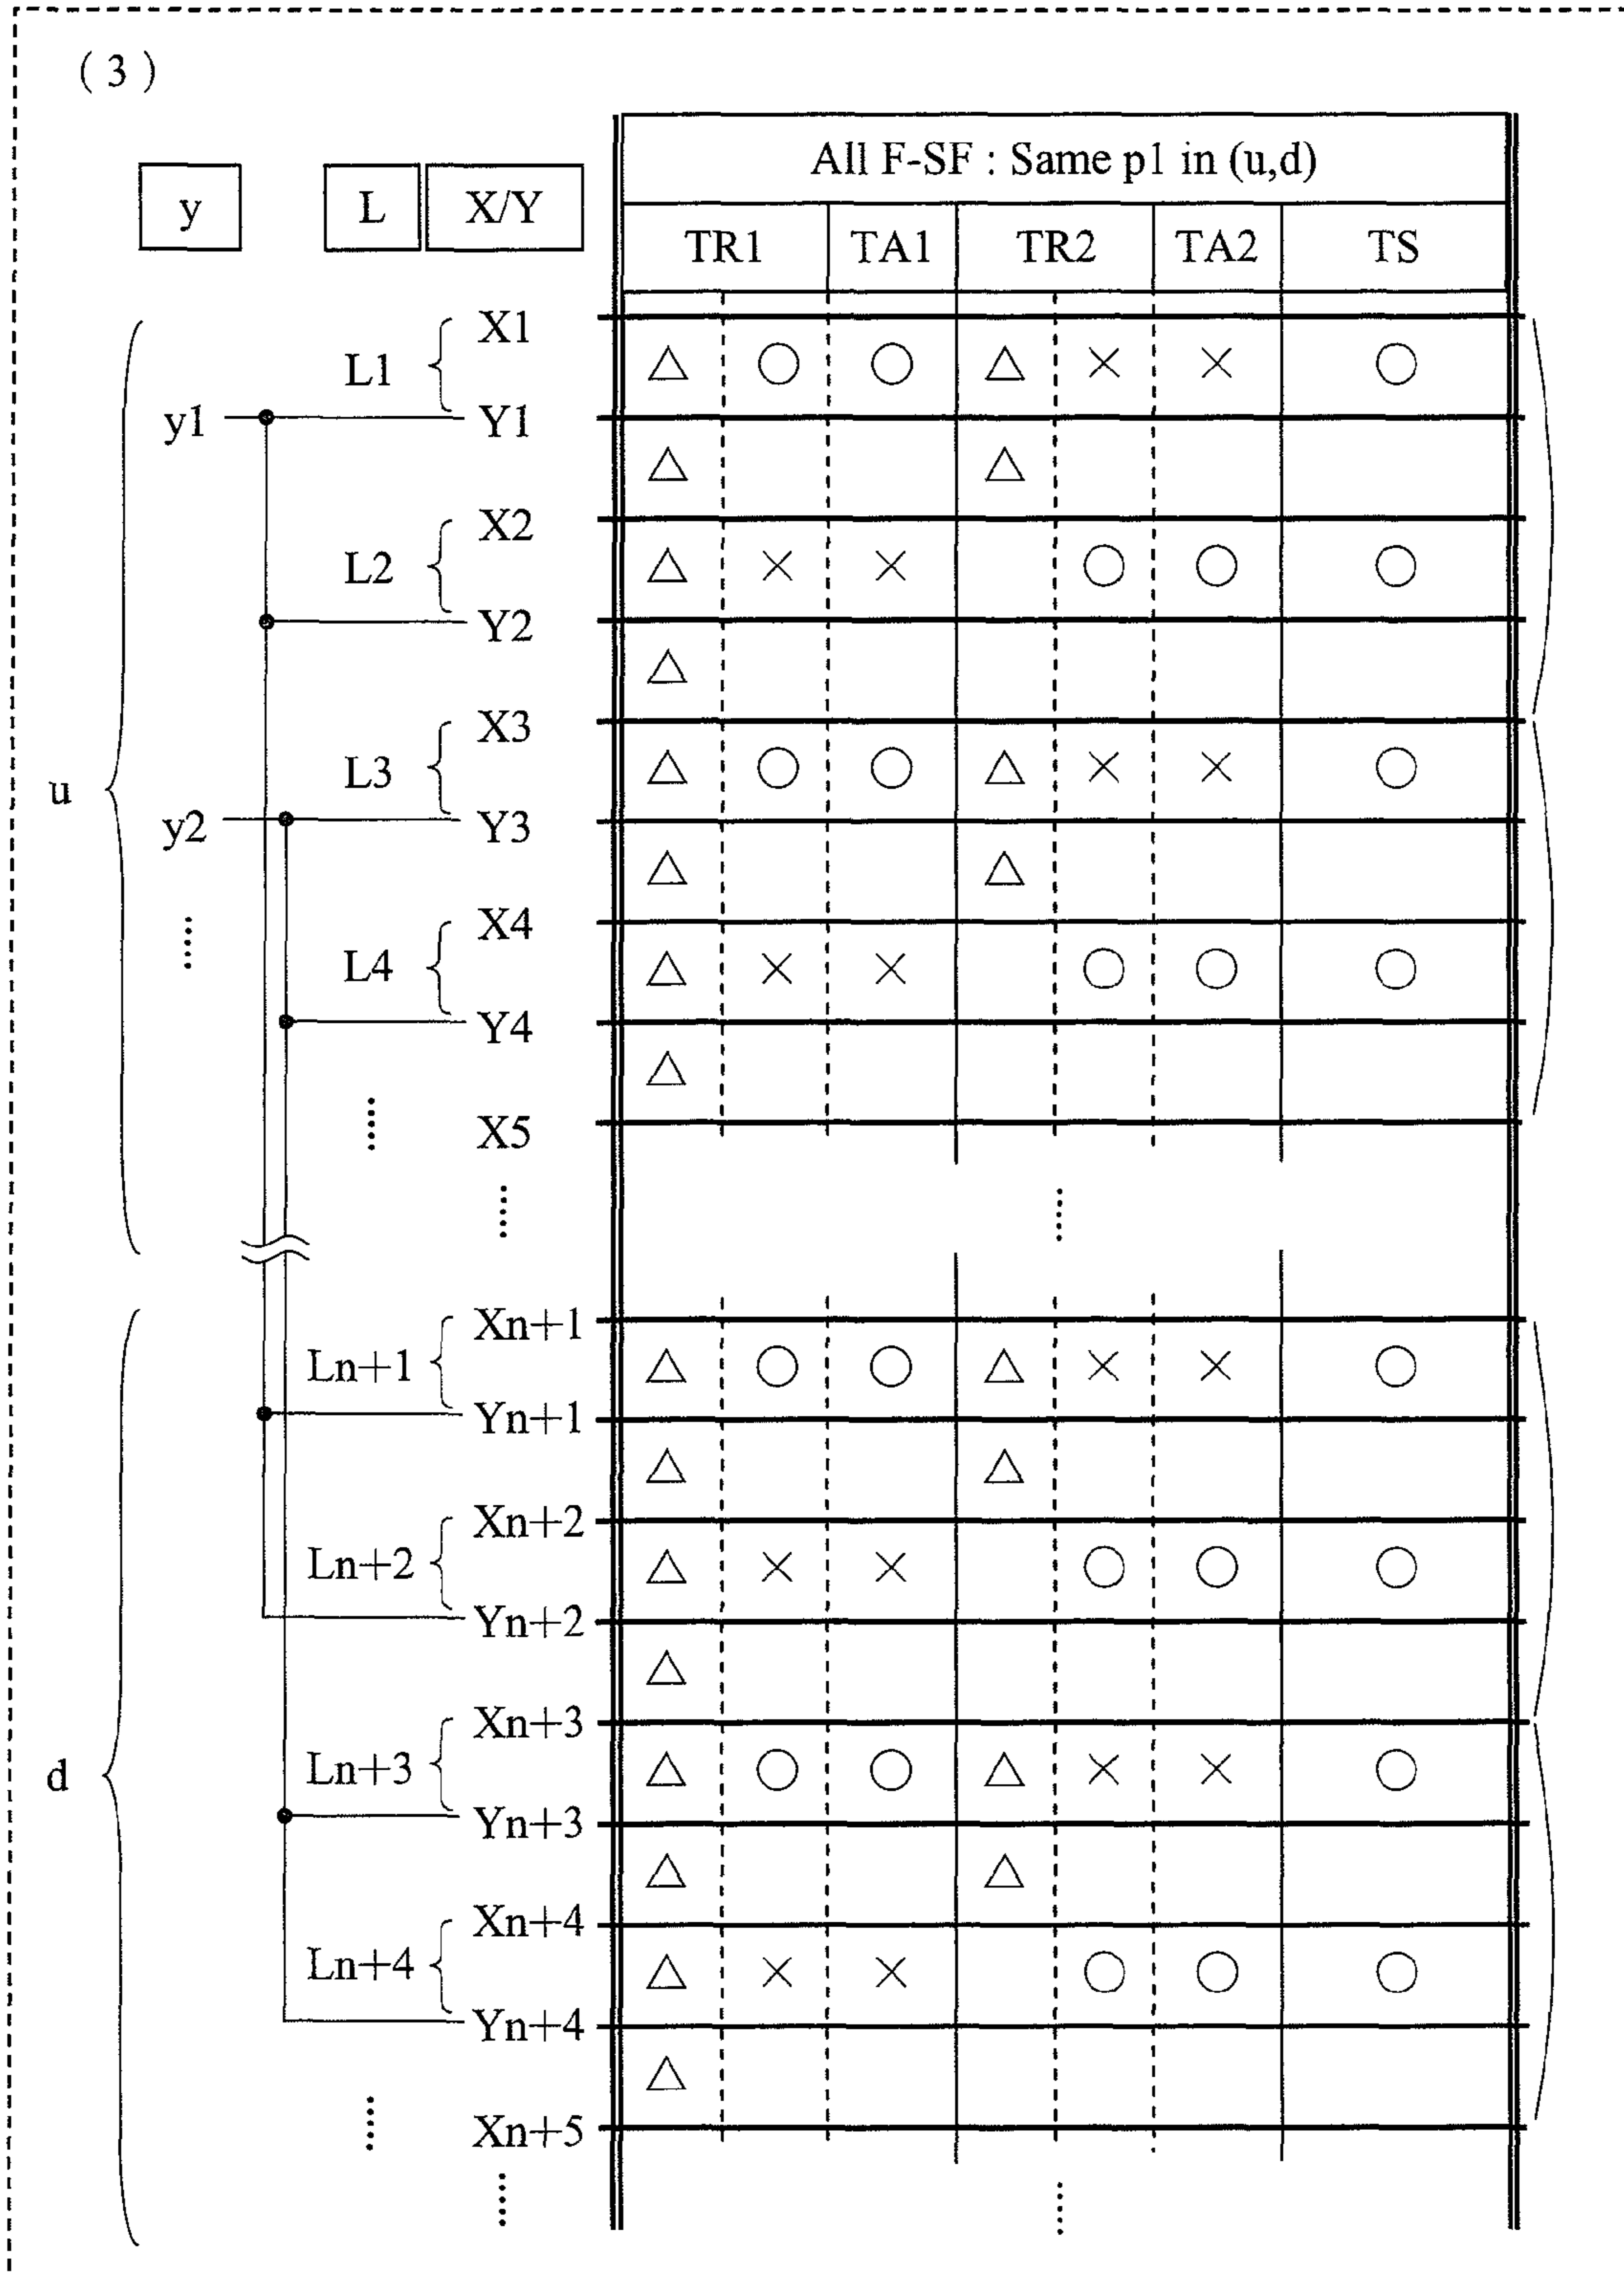 (3)
All F-SF : Same p1 in (u,d)
y L X/Y
TR1 TA1 TR2 TA2 TS
X1
L1 △ ○ ○ △ × × ○
y1 Y1
△ △
X2
L2 △ × × ○ ○ ○
Y2
△
X3
u L3 △ ○ ○ △ × × ○
y2 Y3
△ △
X4
L4 △ × × ○ ○ ○
Y4
△
X5
Xn+1
Ln+1 △ ○ ○ △ × × ○
Yn+1
△ △
Xn+2
Ln+2 △ × × ○ ○ ○
Yn+2
△
Xn+3
d Ln+3 △ ○ ○ △ × × ○
Yn+3
△ △
Xn+4
Ln+4 △ × × ○ ○ ○
Yn+4
△
Xn+5